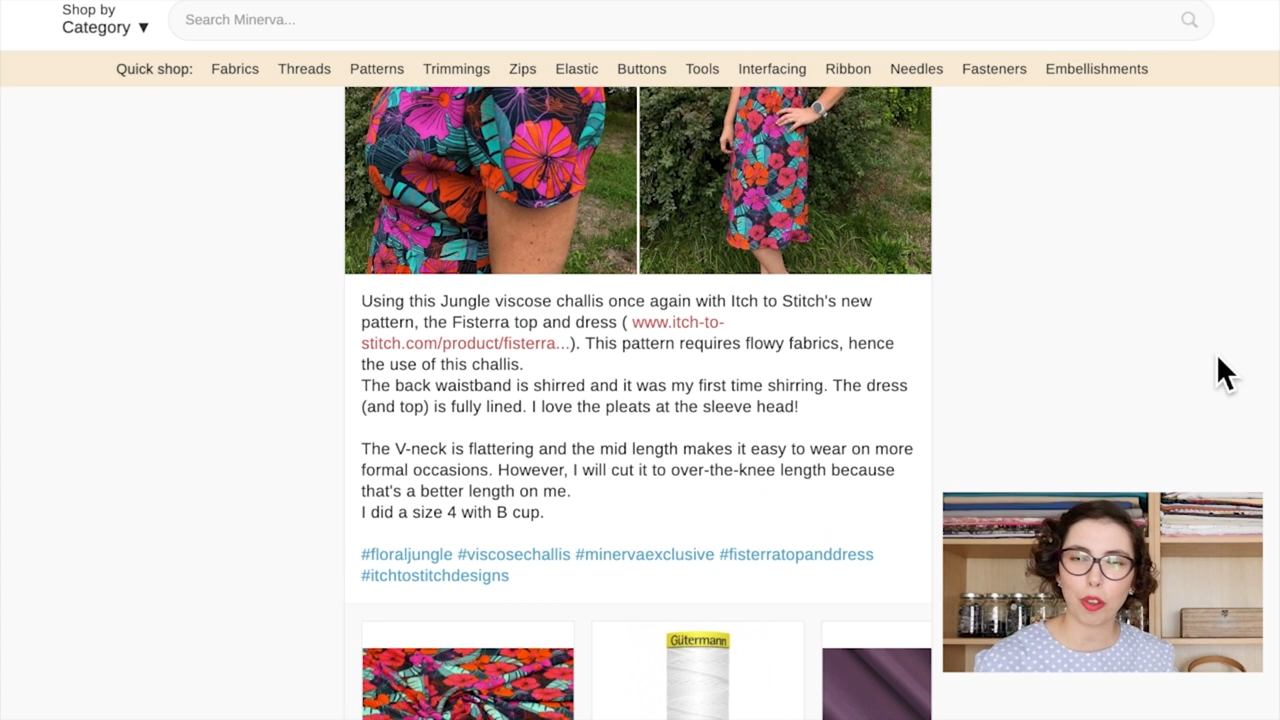 Shop by
Category ▼
Search Minerva...
Quick shop: Fabrics Threads Patterns Trimmings Zips Elastic Buttons Tools Interfacing Ribbon Needles Fasteners Embellishments
Using this Jungle viscose challis once again with Itch to Stitch's new
pattern, the Fisterra top and dress ( www.itch-to-
stitch.com/product/fisterra...). This pattern requires flowy fabrics, hence
the use of this challis.
The back waistband is shirred and it was my first time shirring. The dress
(and top) is fully lined. I love the pleats at the sleeve head!
The V-neck is flattering and the mid length makes it easy to wear on more
formal occasions. However, I will cut it to over-the-knee length because
that's a better length on me.
I did a size 4 with B cup.
#floraljungle #viscosechallis #minervaexclusive #fisterratopanddress
#itchtostitchdesigns
Gütermann